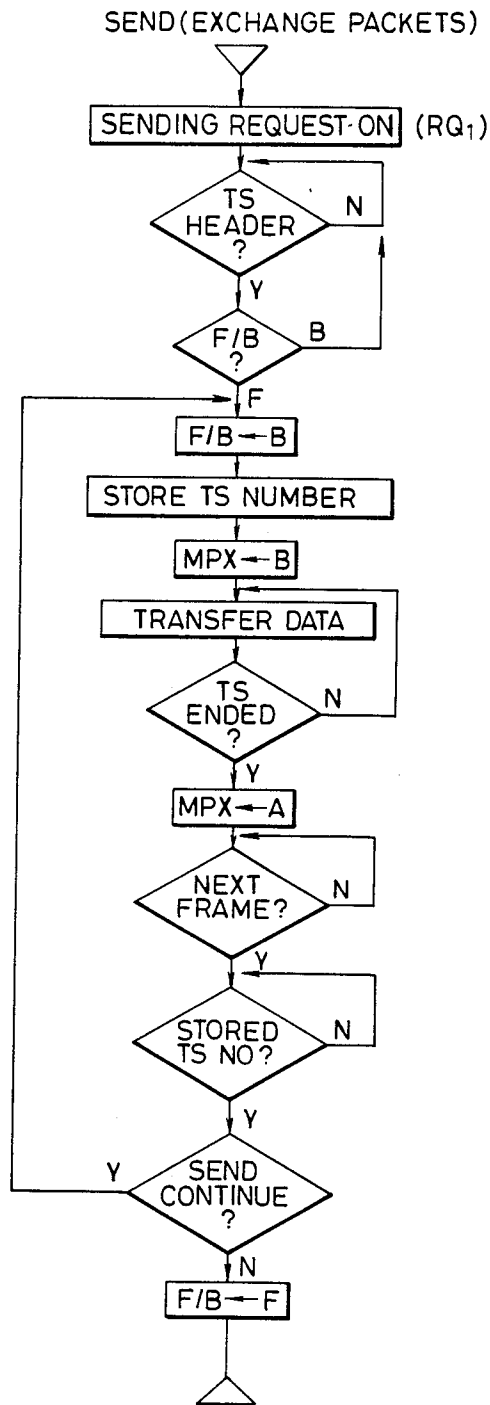 SEND(EXCHANGE PACKETS)
SENDING REQUEST-ON (RQ₁)
TS
HEADER
?
N
Y
F/B
?
B
F
F/B←B
STORE TS NUMBER
MPX←B
TRANSFER DATA
TS
ENDED
?
N
Y
MPX←A
NEXT
FRAME?
N
Y
STORED
TS NO?
N
Y
Y
SEND
CONTINUE
?
N
F/B←F